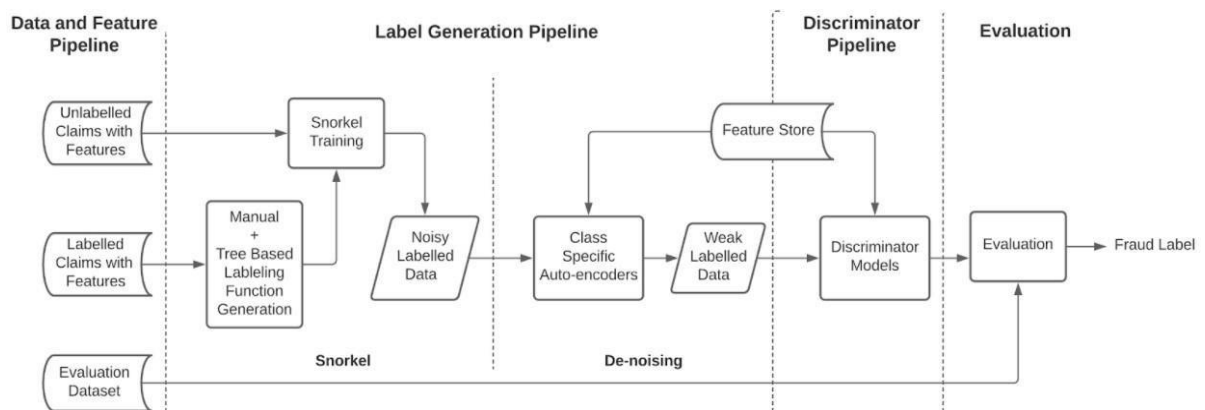 Data and Feature
Pipeline
Label Generation Pipeline
Discriminator
Pipeline
Evaluation
Unlabelled
Claims with
Features
Snorkel
Training
Feature Store
Labelled
Claims with
Features
Manual
+
Tree Based
Lableling
Function
Generation
Noisy
Labelled
Data
Class
Specific
Auto-encoders
Weak
Labelled
Data
Discriminator
Models
Evaluation
Fraud Label
Snorkel
De-noising
Evaluation
Dataset